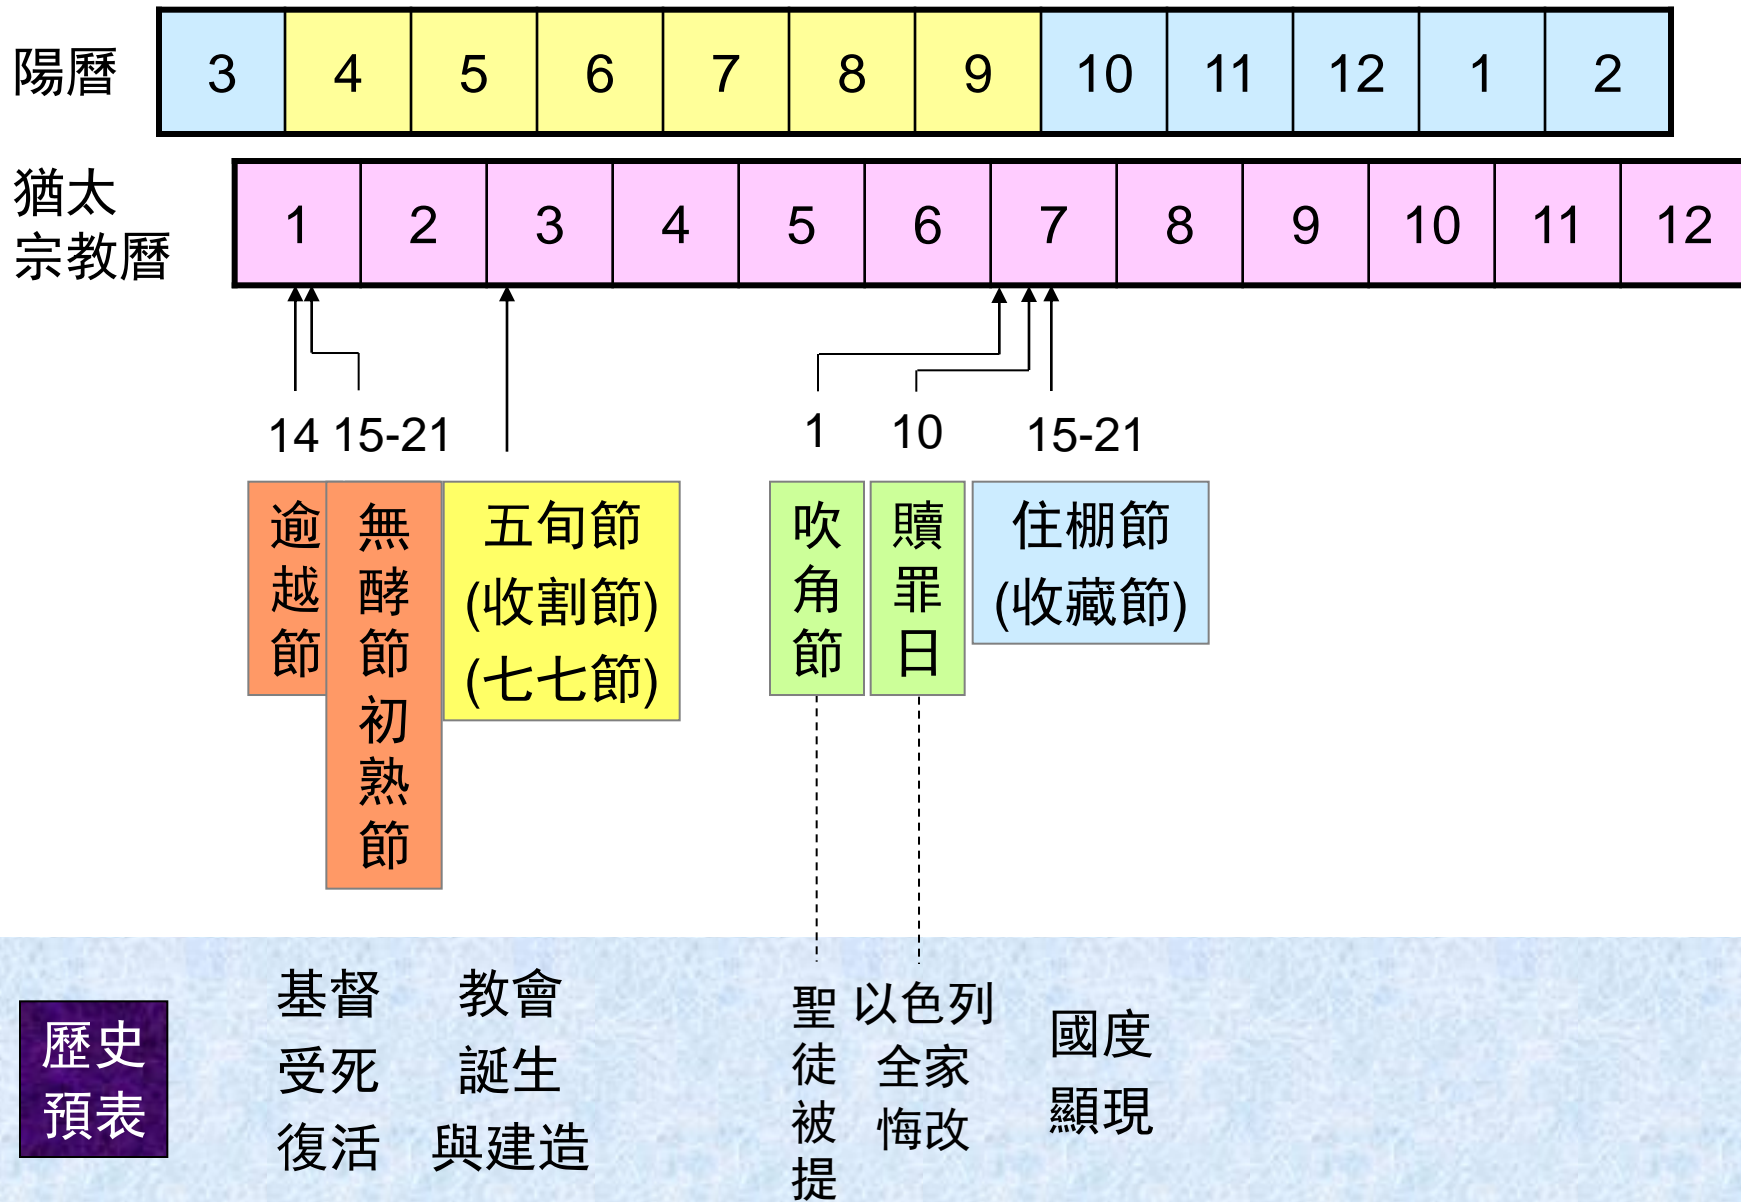 陽曆
3 4 5 6 7 8 9 10 11 12 1 2
猶太
宗教曆
1 2 3 4 5 6 7 8 9 10 11 12
14 15-21 1 10 15-21
逾越節
無酵節初熟節
五旬節
(收割節)
(七七節)
吹角節
贖罪日
住棚節
(收藏節)
歷史
預表
基督
受死
復活
教會
誕生
與建造
聖徒被提
以色列
全家
悔改
國度
顯現